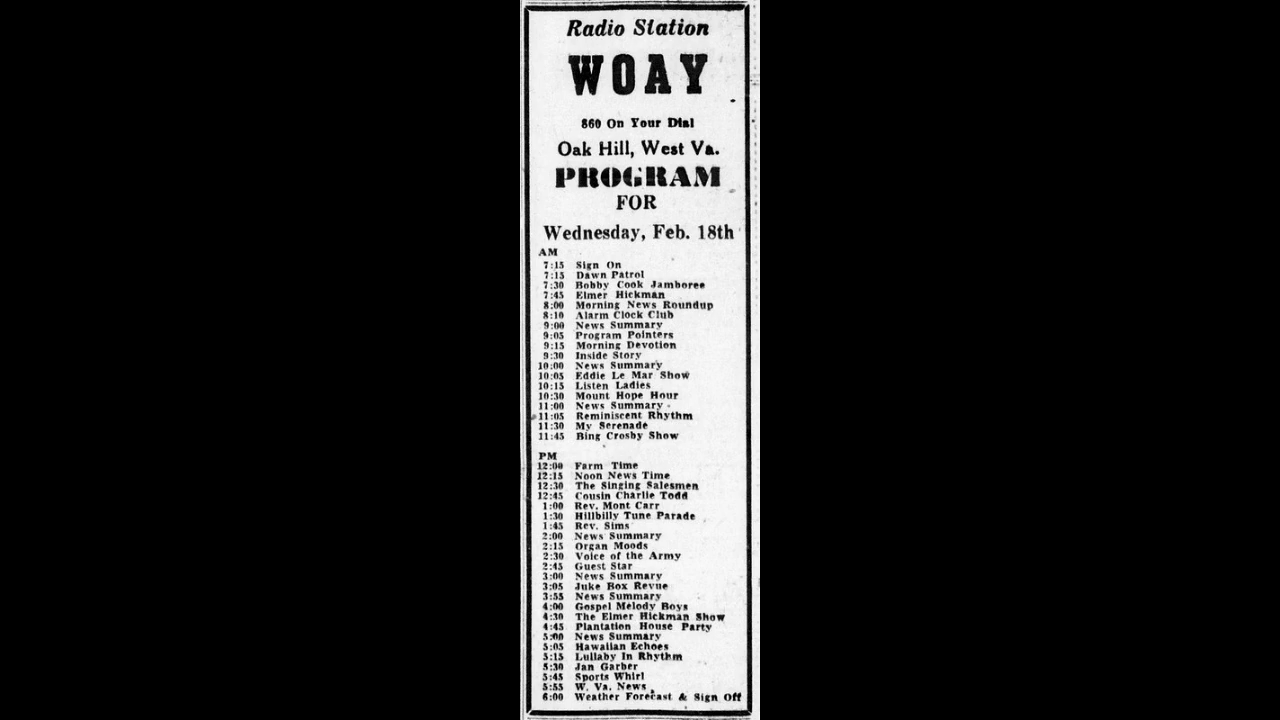 Radio Station
WOAY
860 On Your Dial
Oak Hill, West Va.
PROGRAM
FOR
Wednesday, Feb. 18th
AM
7:15 Sign On
7:15 Dawn Patrol
7:30 Bobby Cook Jamboree
7:45 Elmer Hickman
8:00 Morning News Roundup
8:10 Alarm Clock Club
9:00 News Summary
9:05 Program Pointers
9:15 Morning Devotion
9:30 Inside Story
10:00 News Summary
10:05 Eddie Le Mar Show
10:15 Listen Ladies
10:30 Mount Hope Hour
11:00 News Summary
11:05 Reminiscent Rhythm
11:30 My Serenade
11:45 Bing Crosby Show
PM
12:00 Farm Time
12:15 Noon News Time
12:30 The Singing Salesmen
12:45 Cousin Charlie Todd
1:00 Rev. Mont Carr
1:30 Hillbilly Tune Parade
1:45 Rev. Sims
2:00 News Summary
2:15 Organ Moods
2:30 Voice of the Army
2:45 Guest Star
3:00 News Summary
3:05 Juke Box Revue
3:55 News Summary
4:00 Gospel Melody Boys
4:30 The Elmer Hickman Show
4:45 Plantation House Party
5:00 News Summary
5:05 Hawaiian Echoes
5:15 Lullaby In Rhythm
5:30 Jan Garber
5:45 Sports Whirl
5:55 W. Va. News
6:00 Weather Forecast & Sign Off